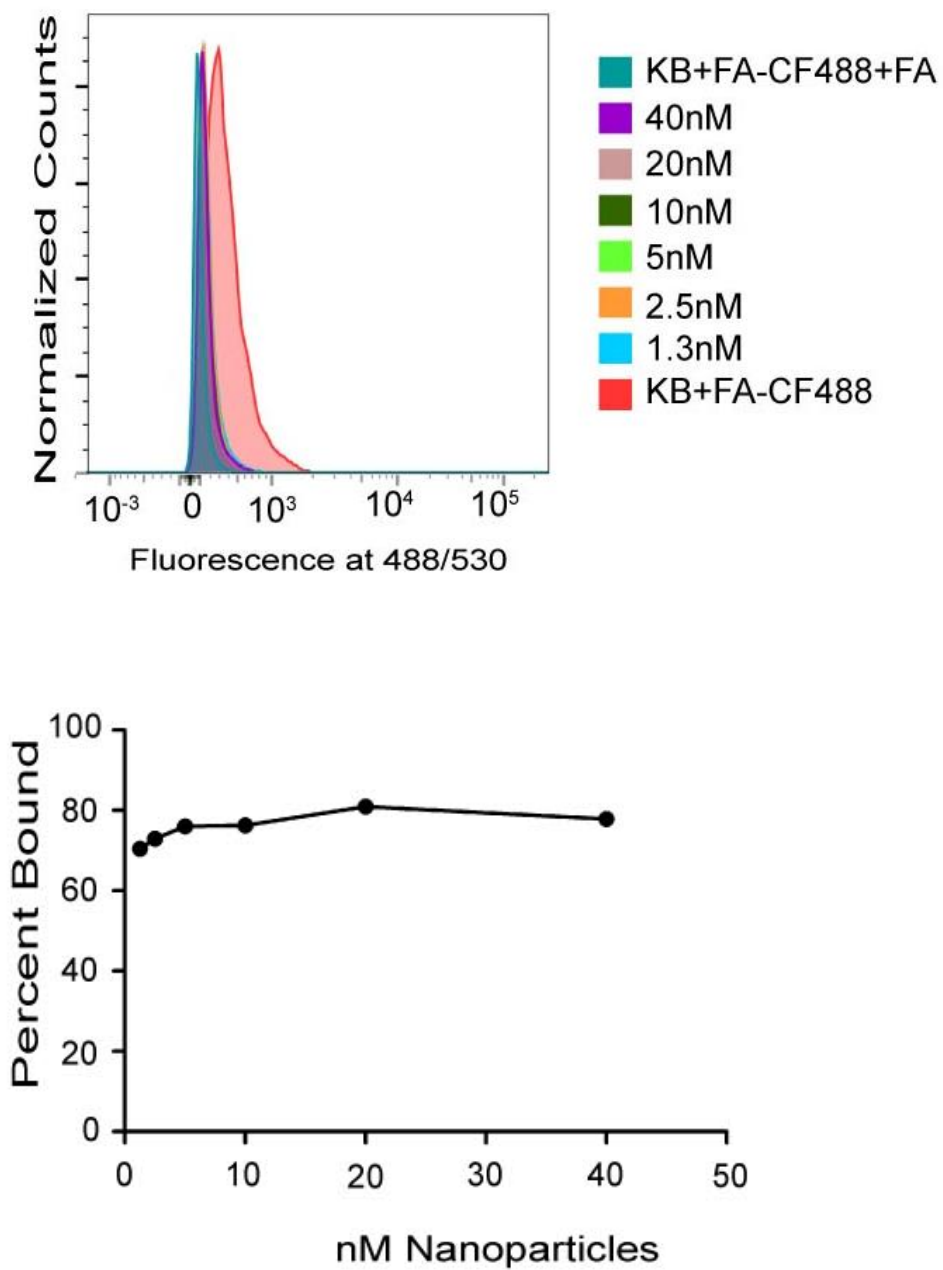 Normalized Counts
10-3 0 10³ 10⁴ 10⁵
Fluorescence at 488/530
KB+FA-CF488+FA
40nM
20nM
10nM
5nM
2.5nM
1.3nM
KB+FA-CF488
Percent Bound
100
80
60
40
20
0
0 10 20 30 40 50
nM Nanoparticles